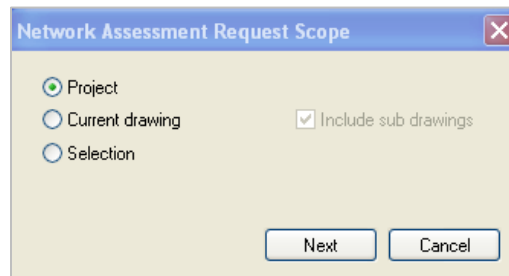 Network Assessment Request Scope
Project
Current drawing
Include sub drawings
Selection
Next
Cancel